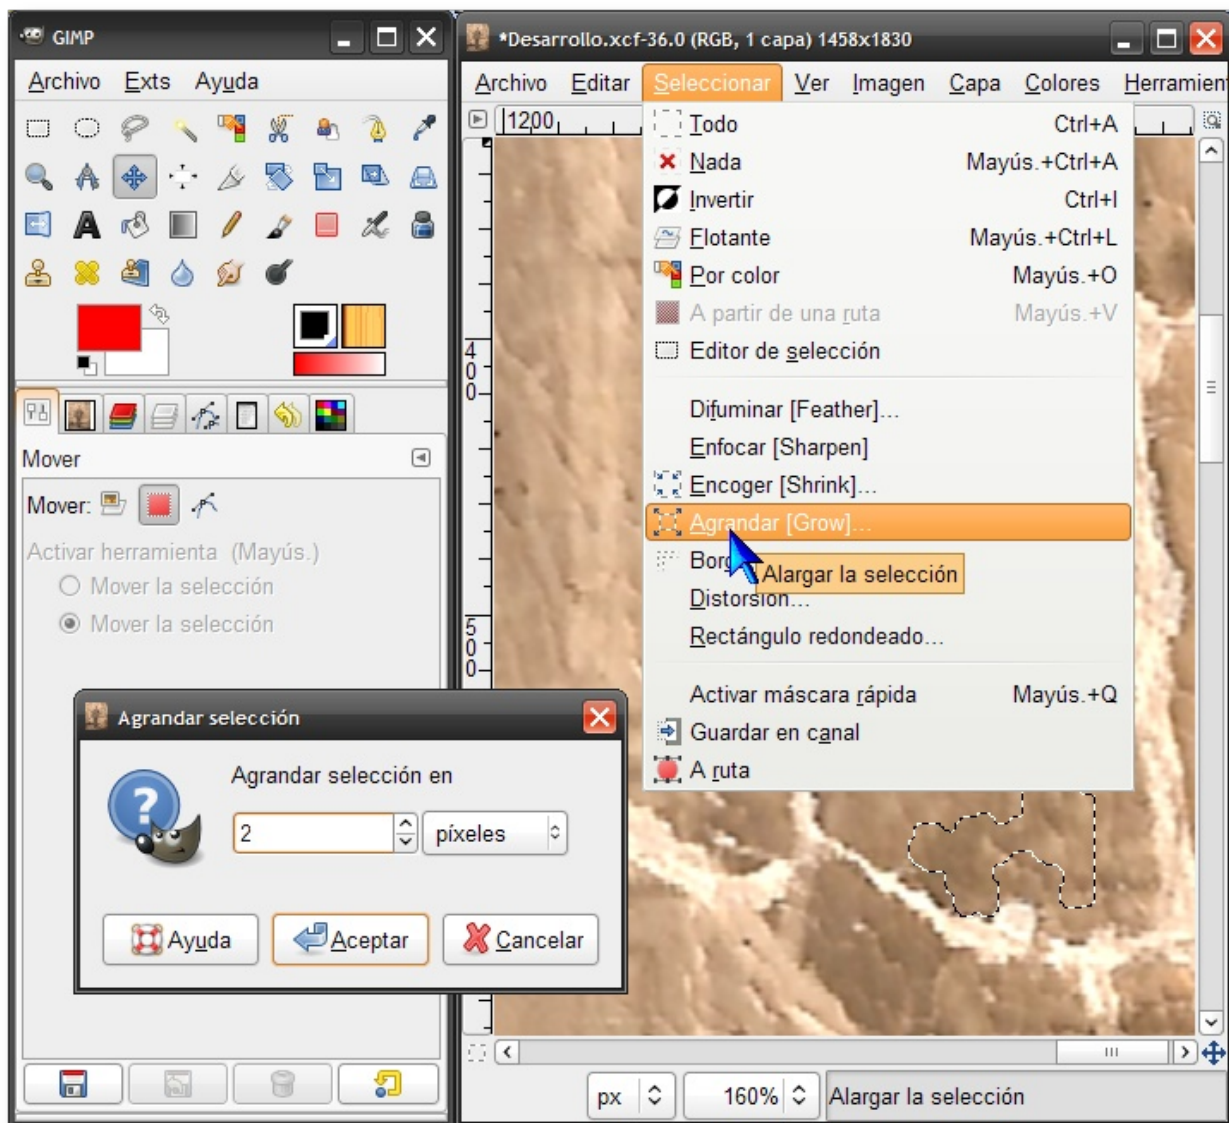 GIMP
Archivo Exts Ayuda
Mover
Mover:
Activar herramienta (Mayús.)
Mover la selección
Mover la selección
*Desarrollo.xcf-36.0 (RGB, 1 capa) 1458x1830
Archivo Editar Seleccionar Ver Imagen Capa Colores Herramien
1200
400
500
Todo Ctrl+A
Nada Mayús.+Ctrl+A
Invertir Ctrl+I
Flotante Mayús.+Ctrl+L
Por color Mayús.+O
A partir de una ruta Mayús.+V
Editor de selección
Difuminar [Feather]...
Enfocar [Sharpen]
Encoger [Shrink]...
Agrandar [Grow]...
Bor
Alargar la selección
Distorsión...
Rectángulo redondeado...
Activar máscara rápida Mayús.+Q
Guardar en canal
A ruta
Agrandar selección
Agrandar selección en
2 píxeles
Ayuda Aceptar Cancelar
px 160% Alargar la selección